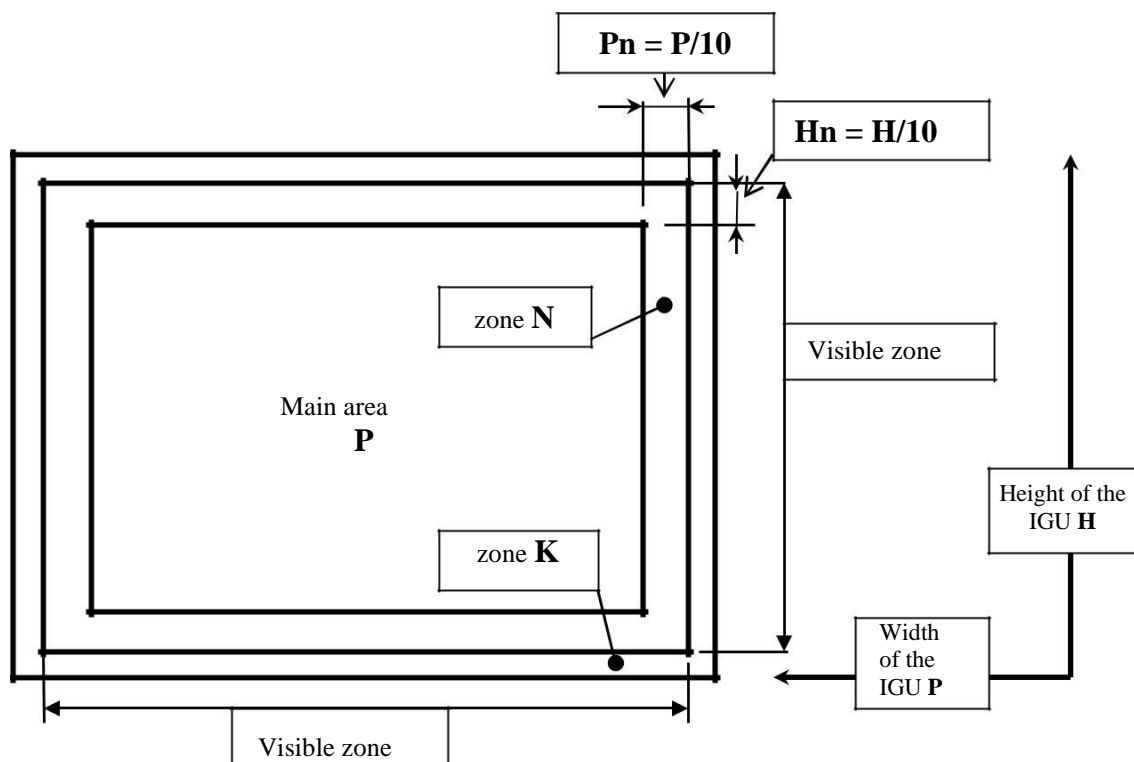 Pn = P/10
Hn = H/10
zone N
Visible zone
Main area
P
Height of the
IGU H
zone K
Width
of the
IGU P
Visible zone